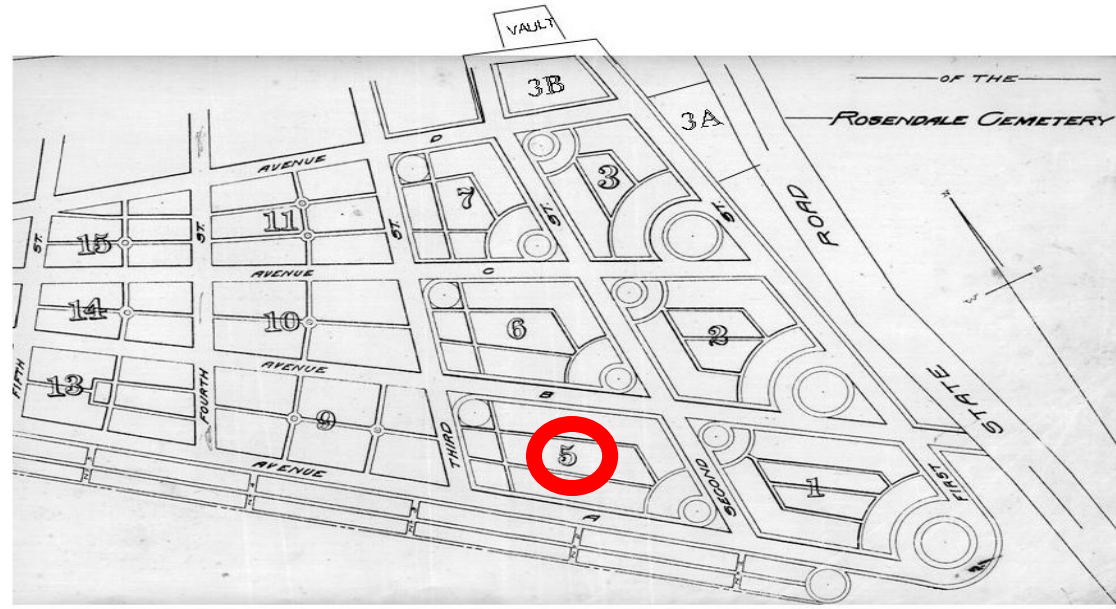 VAULT
3B
OF THE
3A
ROSENDALE CEMETERY
D
AVENUE
3
7
ST.
ST.
ROAD
11
ST.
ST.
ST.
15
C
AVENUE
14
10
6
2
AVENUE
B
STATE
FIFTH
13
FOURTH
9
THIRD
5
SECOND
1
FIRST
AVENUE
A